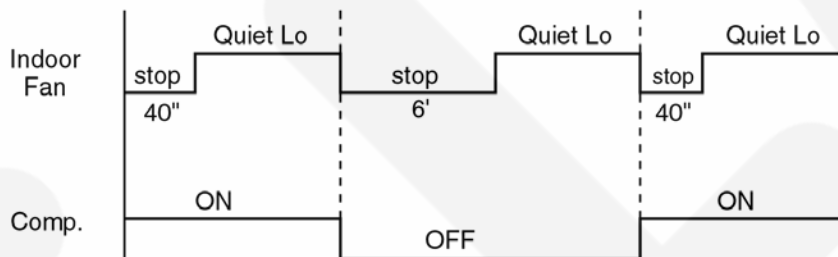 Quiet Lo Quiet Lo Quiet Lo
Indoor
Fan
stop stop stop
40" 6' 40"
ON ON
Comp.
OFF